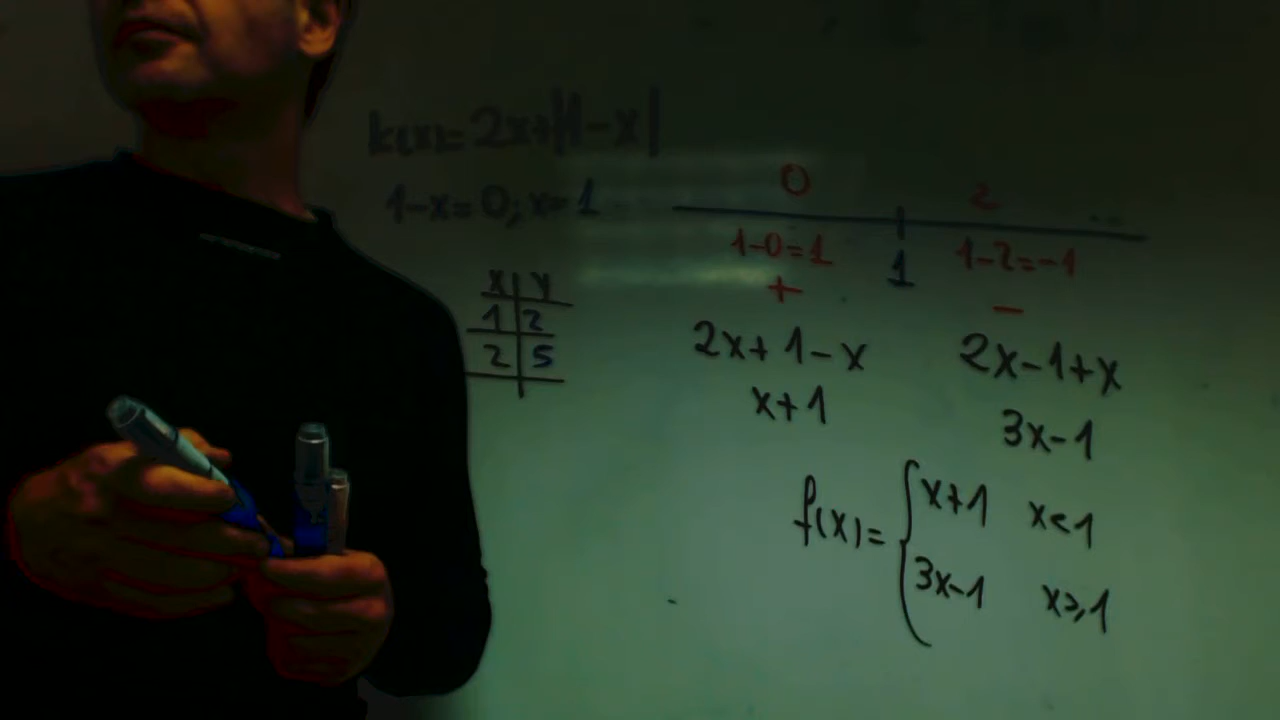 k(x)=2x+|1-x|
1-x=0; x=1
0 2
1-0=1 1 1-2=-1
+ -
x y
1 2
2 5
2x+1-x 2x-1+x
x+1 3x-1
f(x)= { x+1 x<1
3x-1 x≥1